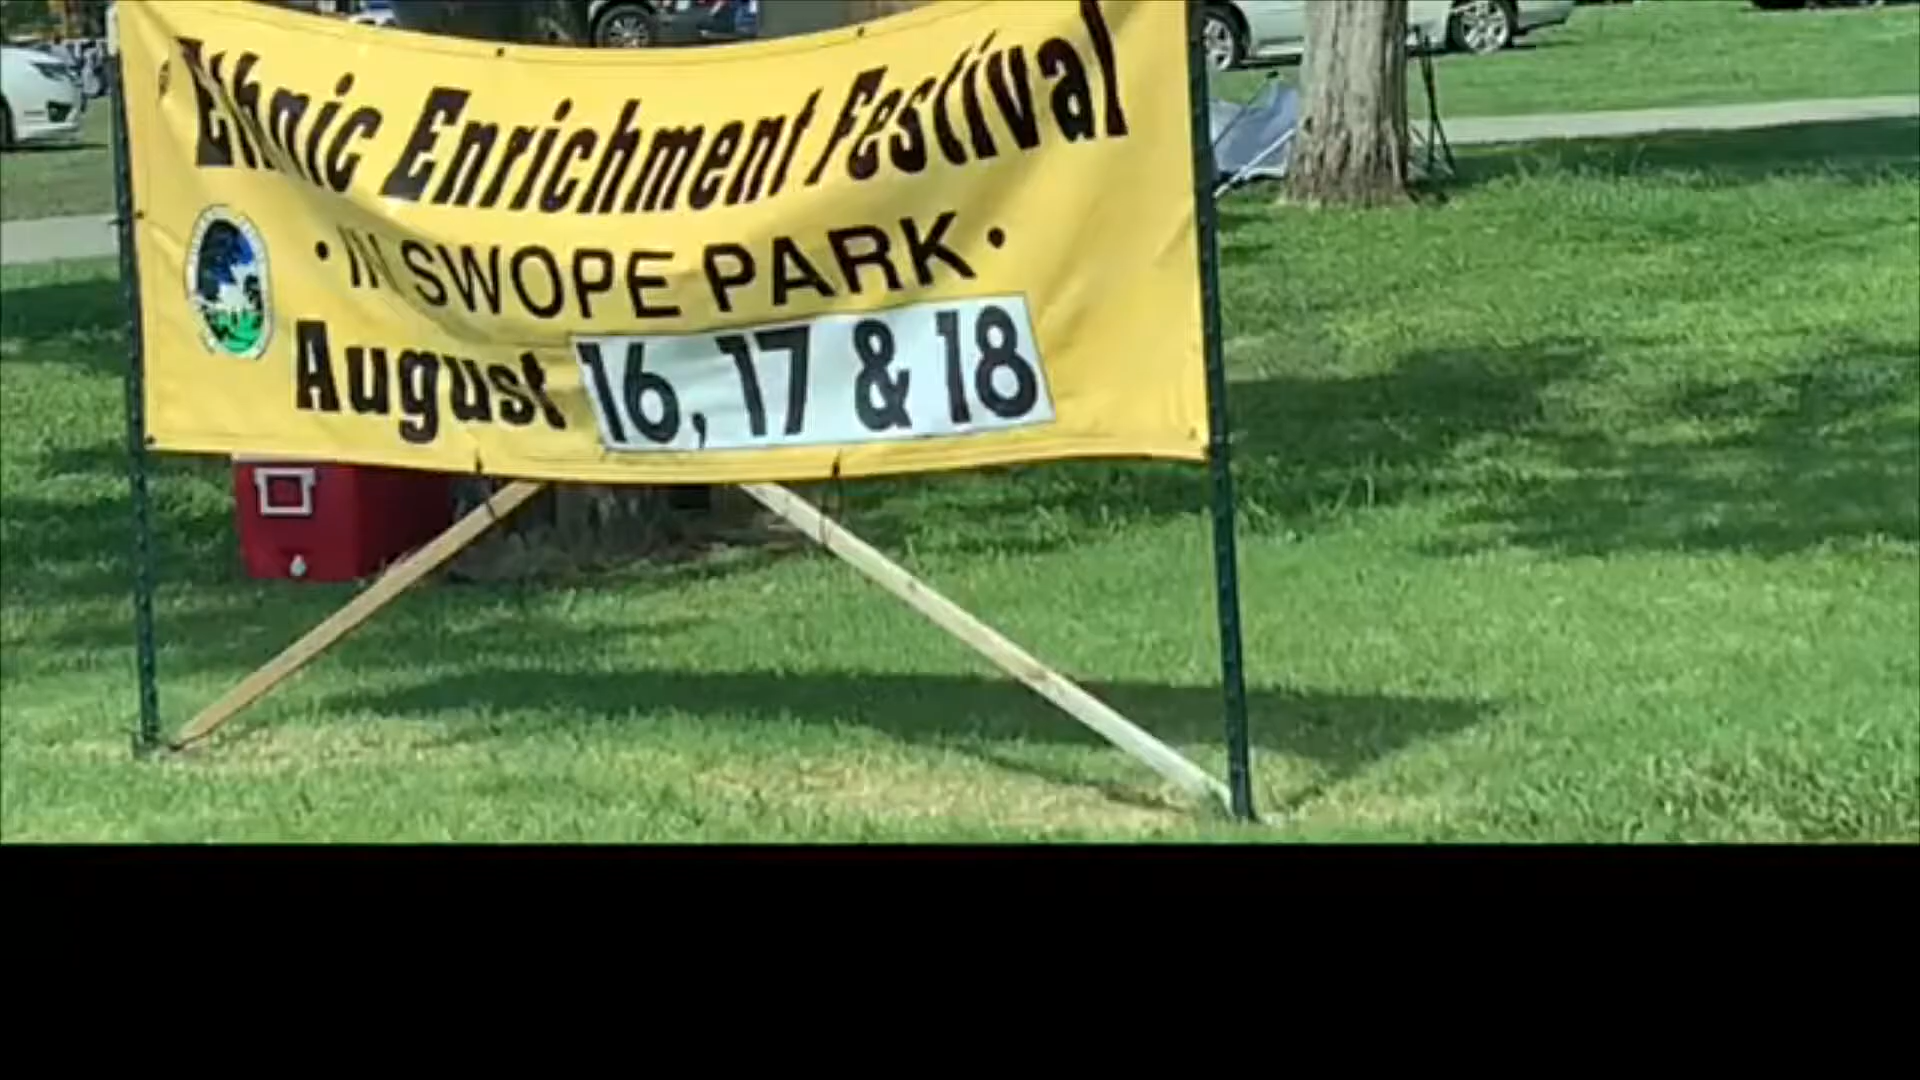 Ethnic Enrichment Festival
• IN SWOPE PARK •
August 16, 17 & 18